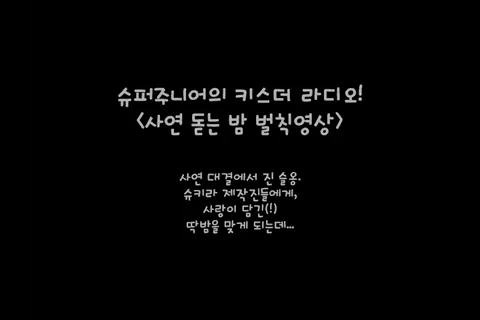 슈퍼주니어의 키스더 라디오!
<사연 돋는 밤 벌칙영상>
사연 대결에서 진 슬옹.
슈키라 제작진들에게,
사랑이 담긴(!)
딱밤을 맞게 되는데...